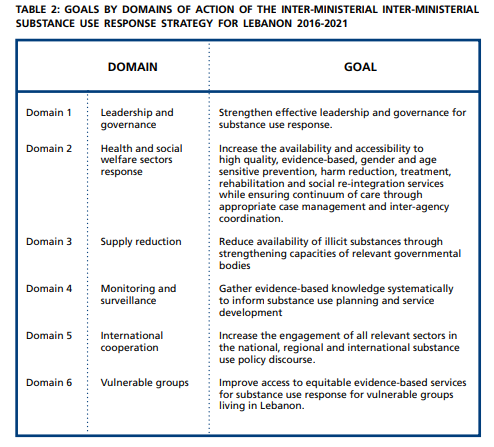 TABLE 2: GOALS BY DOMAINS OF ACTION OF THE INTER-MINISTERIAL INTER-MINISTERIAL
SUBSTANCE USE RESPONSE STRATEGY FOR LEBANON 2016-2021
DOMAIN GOAL
Domain 1 Leadership and Strengthen effective leadership and governance for
governance substance use response.
Domain 2 Health and social Increase the availability and accessibility to
welfare sectors high quality, evidence-based, gender and age
response sensitive prevention, harm reduction, treatment,
rehabilitation and social re-integration services
while ensuring continuum of care through
appropriate case management and inter-agency
coordination.
Domain 3 Supply reduction Reduce availability of illicit substances through
strengthening capacities of relevant governmental
bodies
Domain 4 Monitoring and Gather evidence-based knowledge systematically
surveillance to inform substance use planning and service
development
Domain 5 International Increase the engagement of all relevant sectors in
cooperation the national, regional and international substance
use policy discourse.
Domain 6 Vulnerable groups Improve access to equitable evidence-based services
for substance use response for vulnerable groups
living in Lebanon.